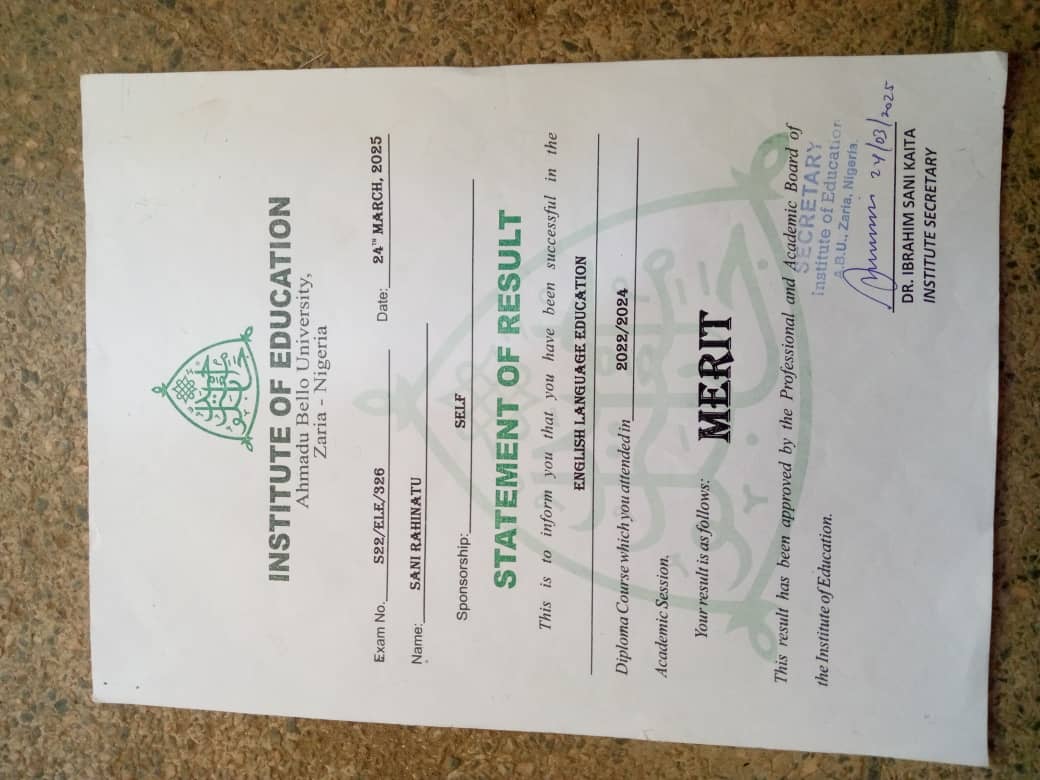 INSTITUTE OF EDUCATION
Ahmadu Bello University,
Zaria - Nigeria
Exam No. S22/ELE/326 Date: 24TH MARCH, 2025
Name: SANI RAHINATU
Sponsorship: SELF
STATEMENT OF RESULT
This is to inform you that you have been successful in the
ENGLISH LANGUAGE EDUCATION
Diploma Course which you attended in 2022/2024
Academic Session.
Your result is as follows: MERIT
This result has been approved by the Professional and Academic Board of
the Institute of Education.
SECRETARY
Institute of Education
A.B.U., Zaria, Nigeria.
24/03/2025
DR. IBRAHIM SANI KAITA
INSTITUTE SECRETARY